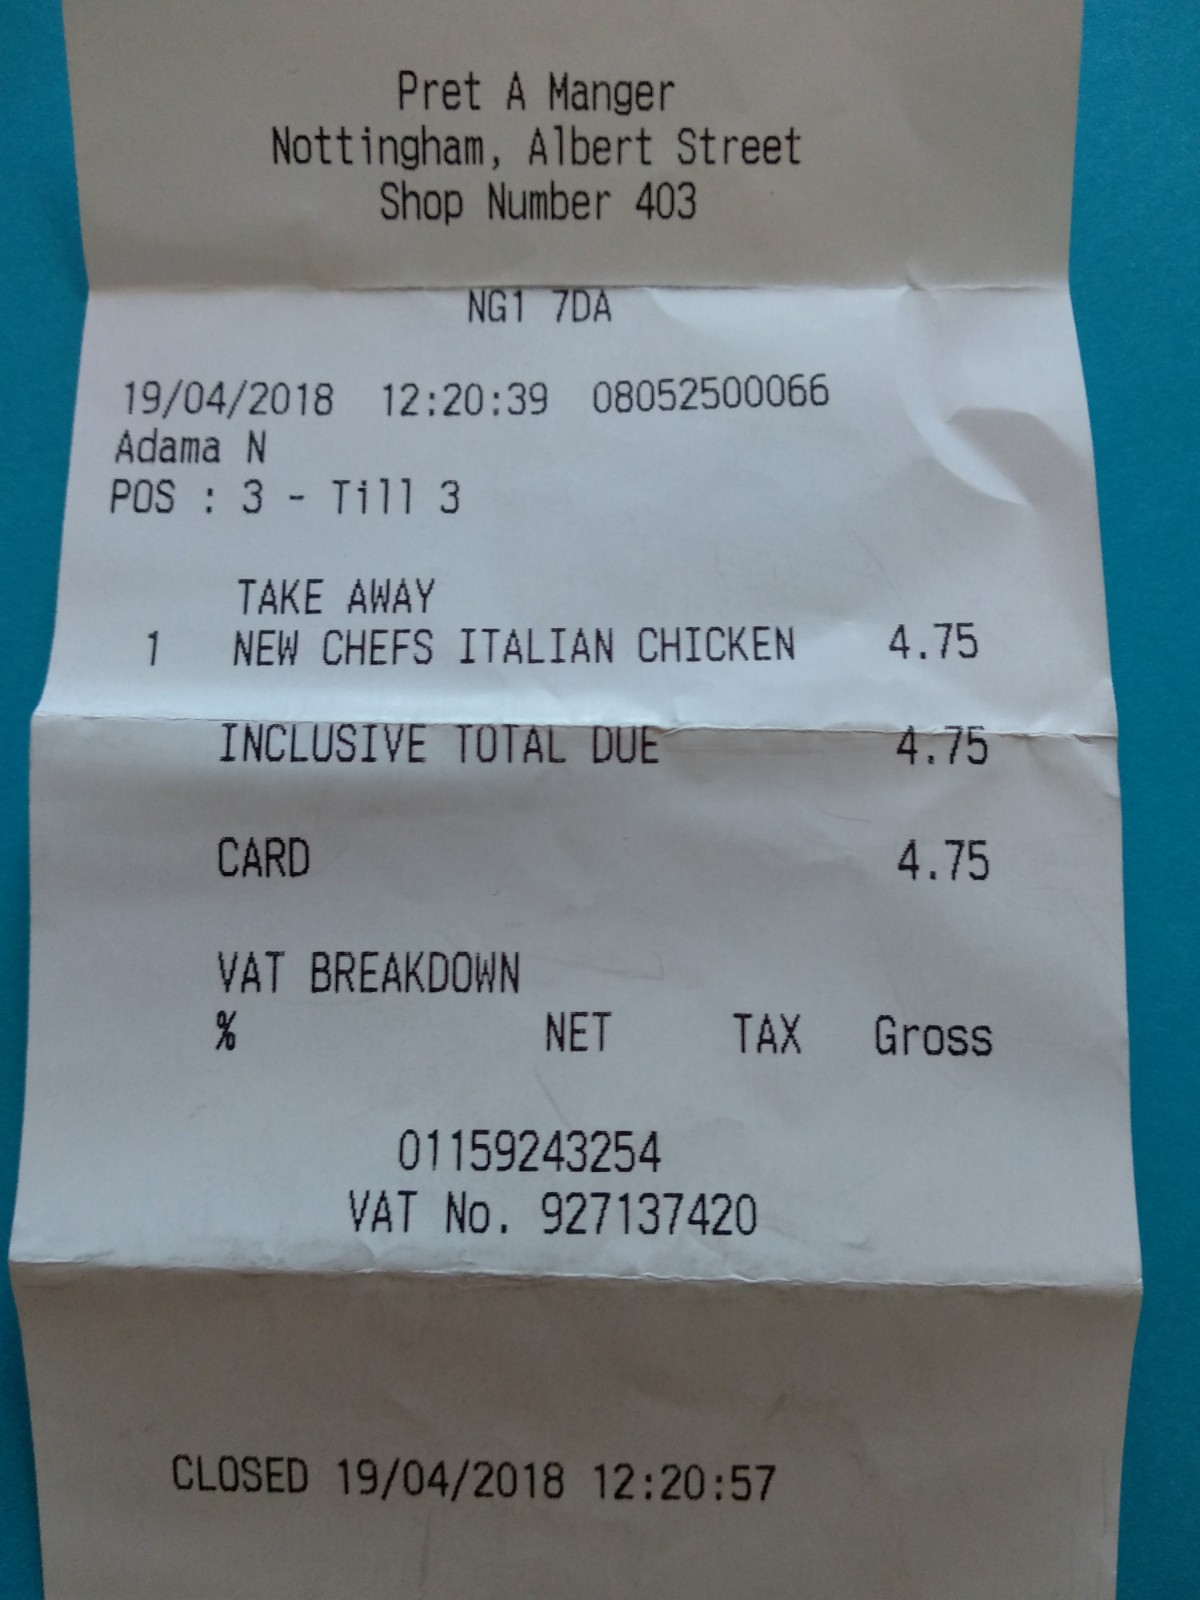 Pret A Manger
Nottingham, Albert Street
Shop Number 403
NG1 7DA
19/04/2018 12:20:39 08052500066
Adama N
POS : 3 - Till 3
TAKE AWAY
1 NEW CHEFS ITALIAN CHICKEN 4.75
INCLUSIVE TOTAL DUE 4.75
CARD 4.75
VAT BREAKDOWN
% NET TAX Gross
01159243254
VAT No. 927137420
CLOSED 19/04/2018 12:20:57